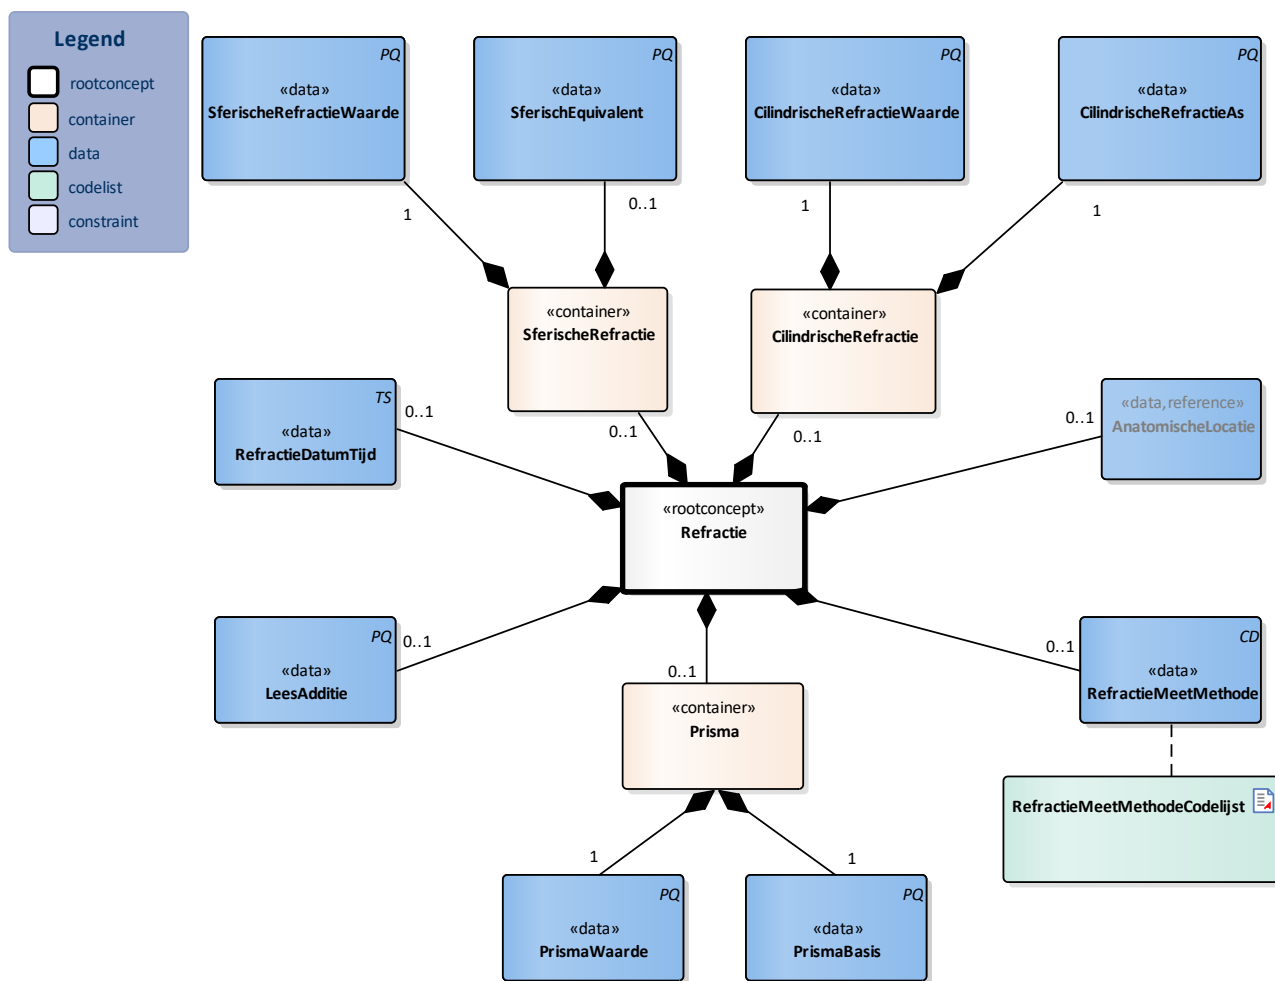 Legend
rootconcept
container
data
codelist
constraint
PQ
«data»
SferischeRefractieWaarde
PQ
«data»
SferischEquivalent
PQ
«data»
CilindrischeRefractieWaarde
PQ
«data»
CilindrischeRefractieAs
1
0..1
1
1
«container»
SferischeRefractie
«container»
CilindrischeRefractie
TS
«data»
RefractieDatumTijd
0..1
0..1
0..1
0..1
«data,reference»
AnatomischeLocatie
«rootconcept»
Refractie
PQ
«data»
LeesAdditie
0..1
0..1
0..1
CD
«data»
RefractieMeetMethode
«container»
Prisma
RefractieMeetMethodeCodelijst
1
1
PQ
«data»
PrismaWaarde
PQ
«data»
PrismaBasis